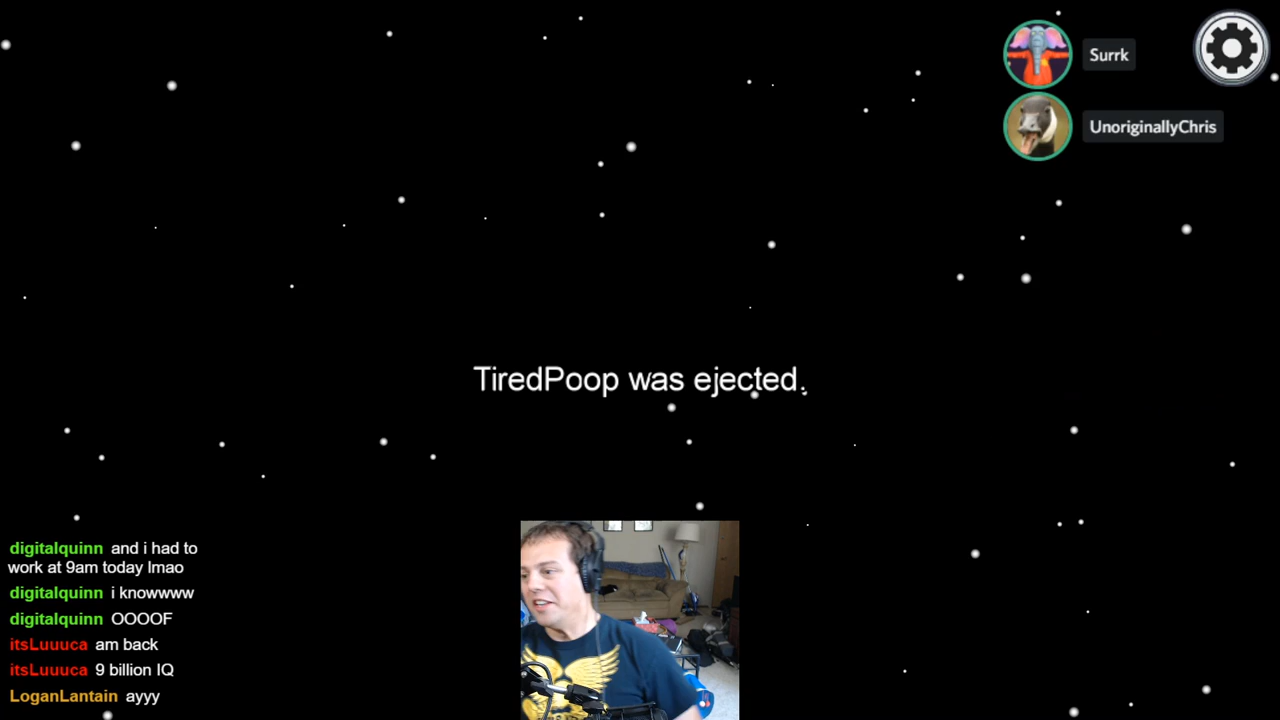 Surrk
UnoriginallyChris
TiredPoop was ejected.
digitalquinn and i had to
work at 9am today lmao
digitalquinn i knowwww
digitalquinn OOOOF
itsLuuuca am back
itsLuuuca 9 billion IQ
LoganLantain ayyy